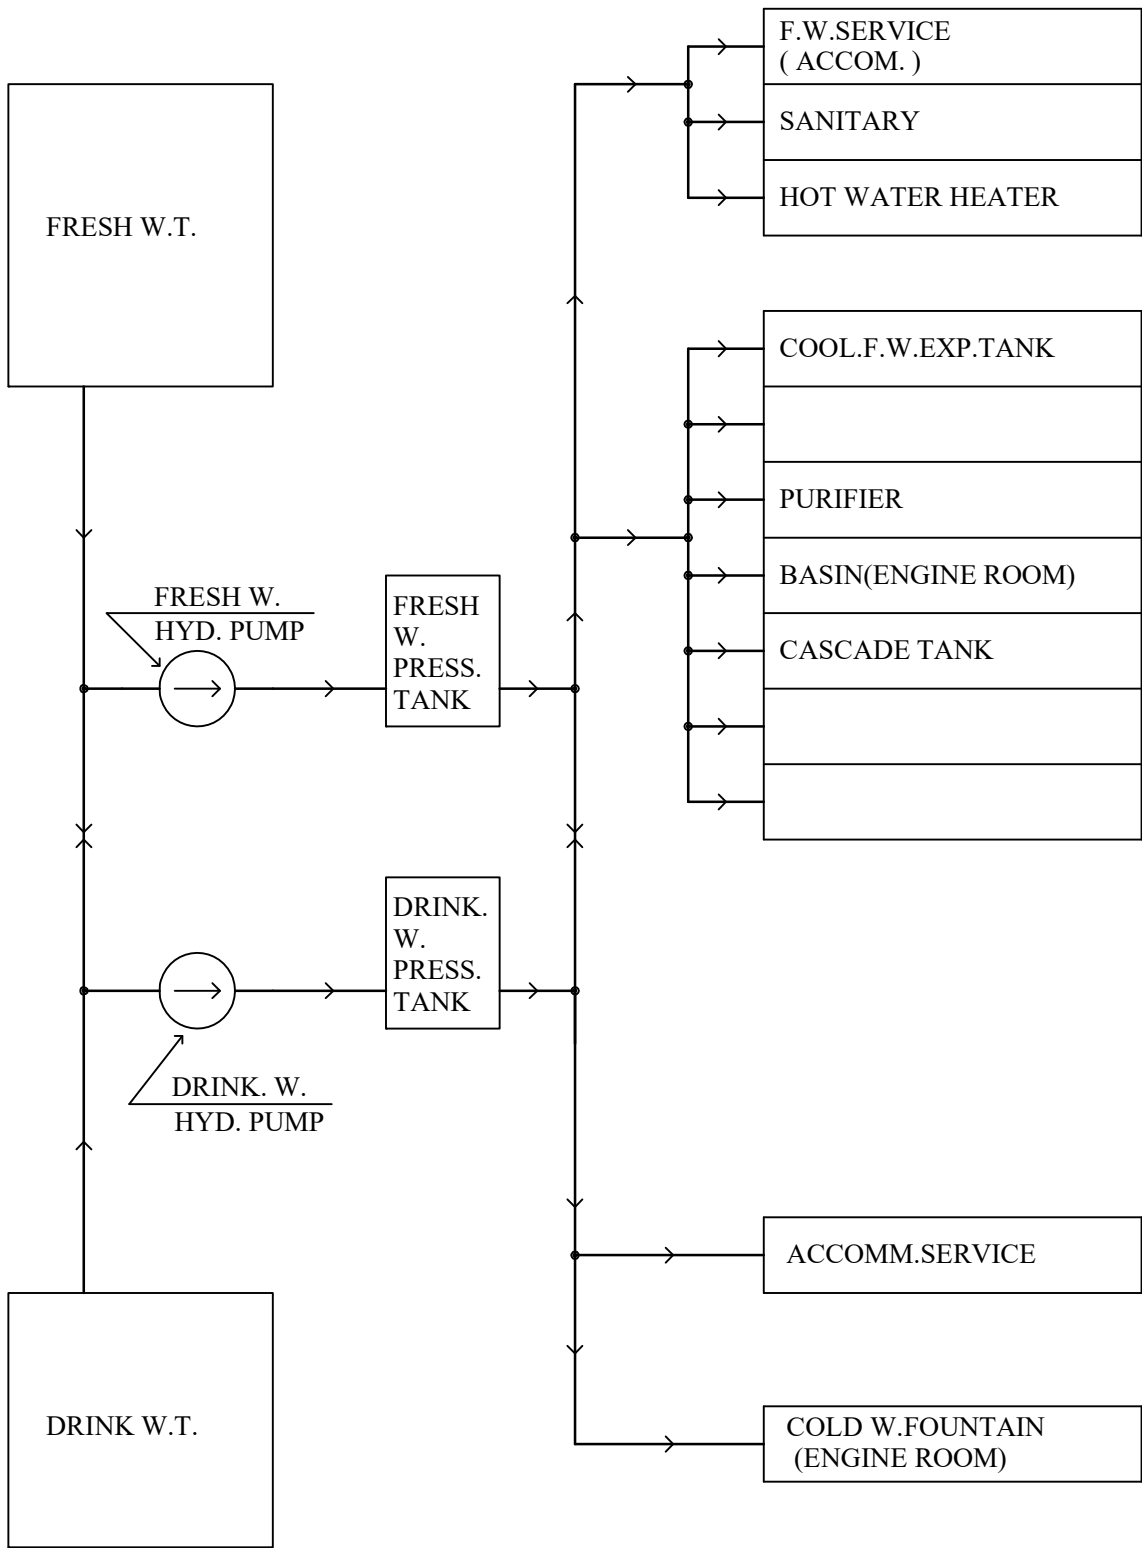 F.W.SERVICE
( ACCOM. )
SANITARY
HOT WATER HEATER
FRESH W.T.
COOL.F.W.EXP.TANK
PURIFIER
BASIN(ENGINE ROOM)
CASCADE TANK
FRESH W.
HYD. PUMP
FRESH
W.
PRESS.
TANK
DRINK.
W.
PRESS.
TANK
DRINK. W.
HYD. PUMP
ACCOMM.SERVICE
DRINK W.T.
COLD W.FOUNTAIN
(ENGINE ROOM)